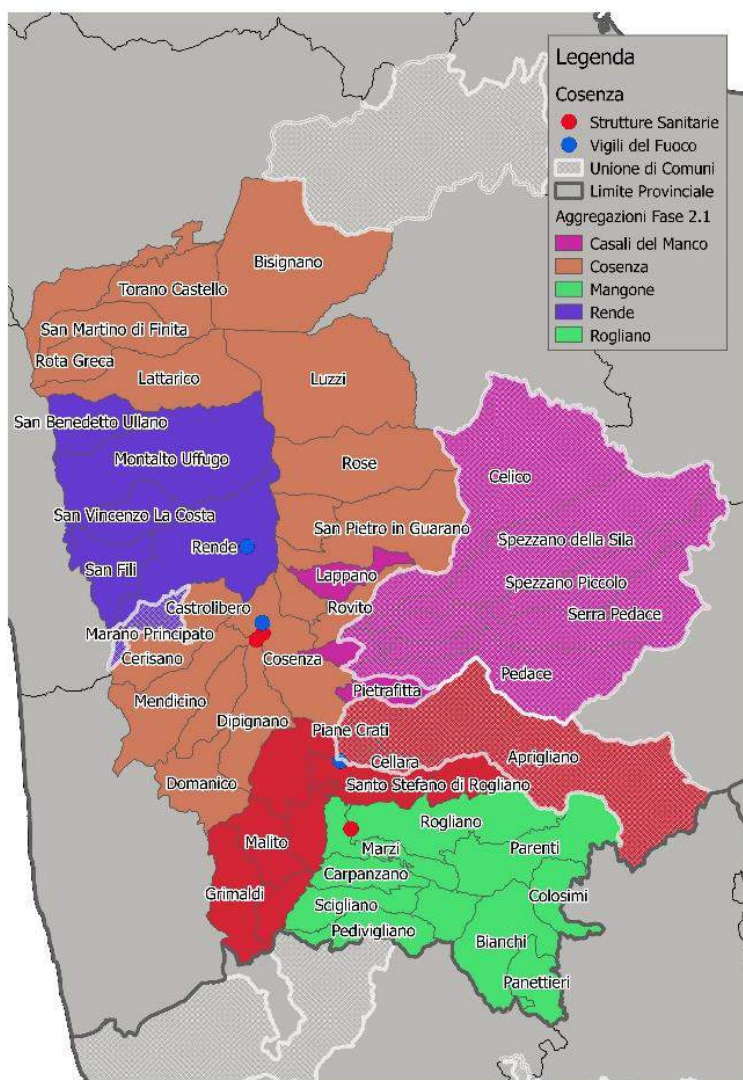 Legenda
Cosenza
Strutture Sanitarie
Vigili del Fuoco
Unione di Comuni
Limite Provinciale
Aggregazioni Fase 2.1
Casali del Manco
Cosenza
Mangone
Rende
Rogliano
Bisignano
Torano Castello
San Martino di Finita
Rota Greca
Lattarico
Luzzi
San Benedetto Ullano
Montalto Uffugo
Rose
Celico
San Vincenzo La Costa
San Pietro in Guarano
Spezzano della Sila
Rende
San Fili
Lappano
Spezzano Piccolo
Castrolibero
Rovito
Serra Pedace
Marano Principato
Cerisano
Cosenza
Pedace
Mendicino
Pietrafitta
Dipignano
Piane Crati
Aprigliano
Cellara
Domanico
Santo Stefano di Rogliano
Rogliano
Malito
Marzi
Parenti
Carpanzano
Grimaldi
Colosimi
Scigliano
Pedivigliano
Bianchi
Panettieri